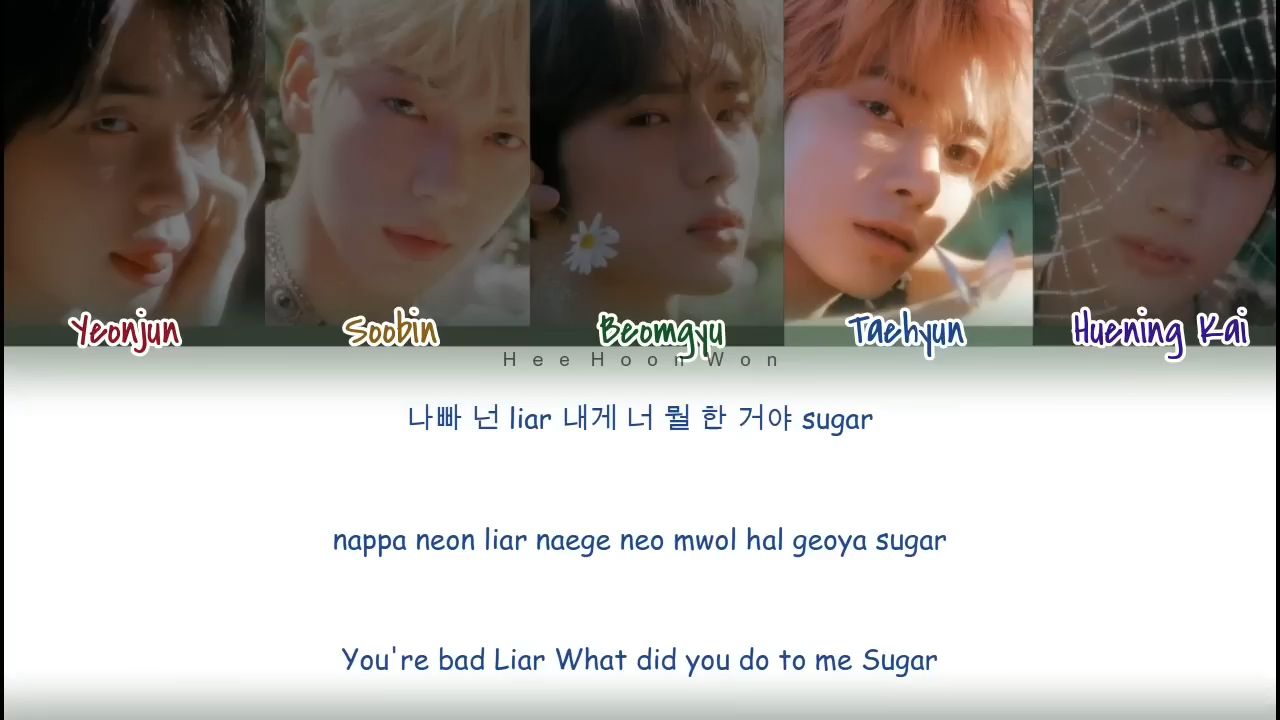 Yeonjun Soobin Beomgyu Taehyun Huening Kai
HeeHoonWon
나빠 넌 liar 내게 너 뭘 한 거야 sugar
nappa neon liar naege neo mwol hal geoya sugar
You're bad Liar What did you do to me Sugar